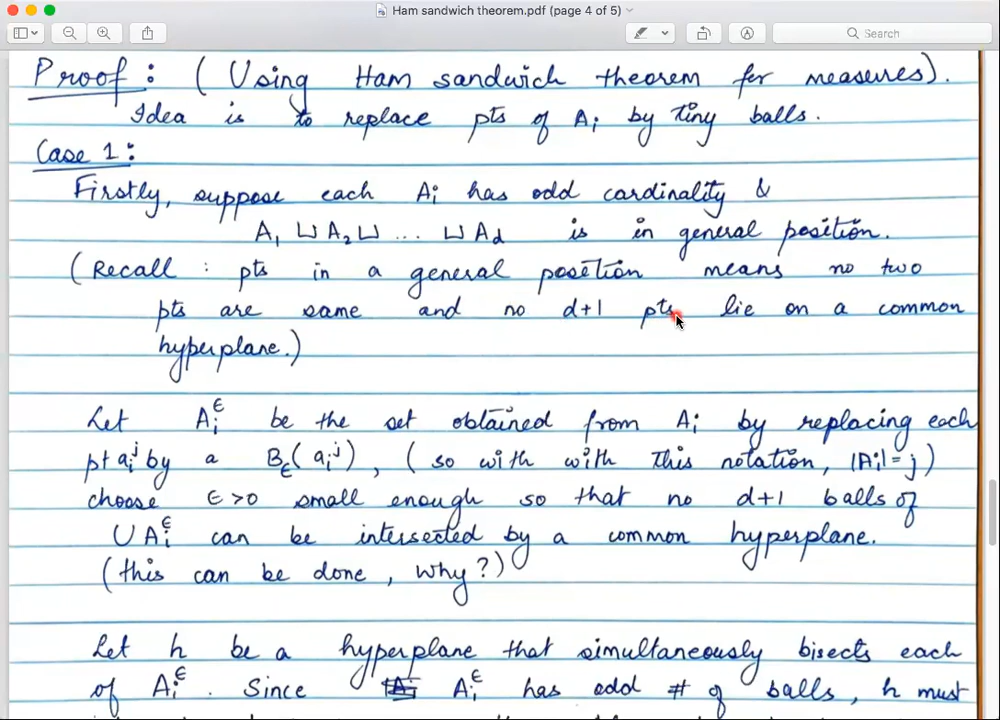 Ham sandwich theorem.pdf (page 4 of 5)
Search
Proof : ( Using Ham sandwich theorem for measures).
Idea is to replace pts of Ai by tiny balls.
Case 1 :
Firstly, suppose each Ai has odd cardinality &
A1 ⊔ A2 ⊔ ... ⊔ Ad is in general position.
( Recall : pts in a general position means no two
pts are same and no d+1 pts lie on a common
hyperplane.)
Let Ai^ϵ be the set obtained from Ai by replacing each
pt ai^j by a Bϵ(ai^j), ( so with with this notation, |Ai| = j )
choose ϵ>0 small enough so that no d+1 balls of
∪ Ai^ϵ can be intersected by a common hyperplane.
(this can be done, why?)
Let h be a hyperplane that simultaneously bisects each
of Ai^ϵ. Since Ai^ϵ has odd # of balls, h must